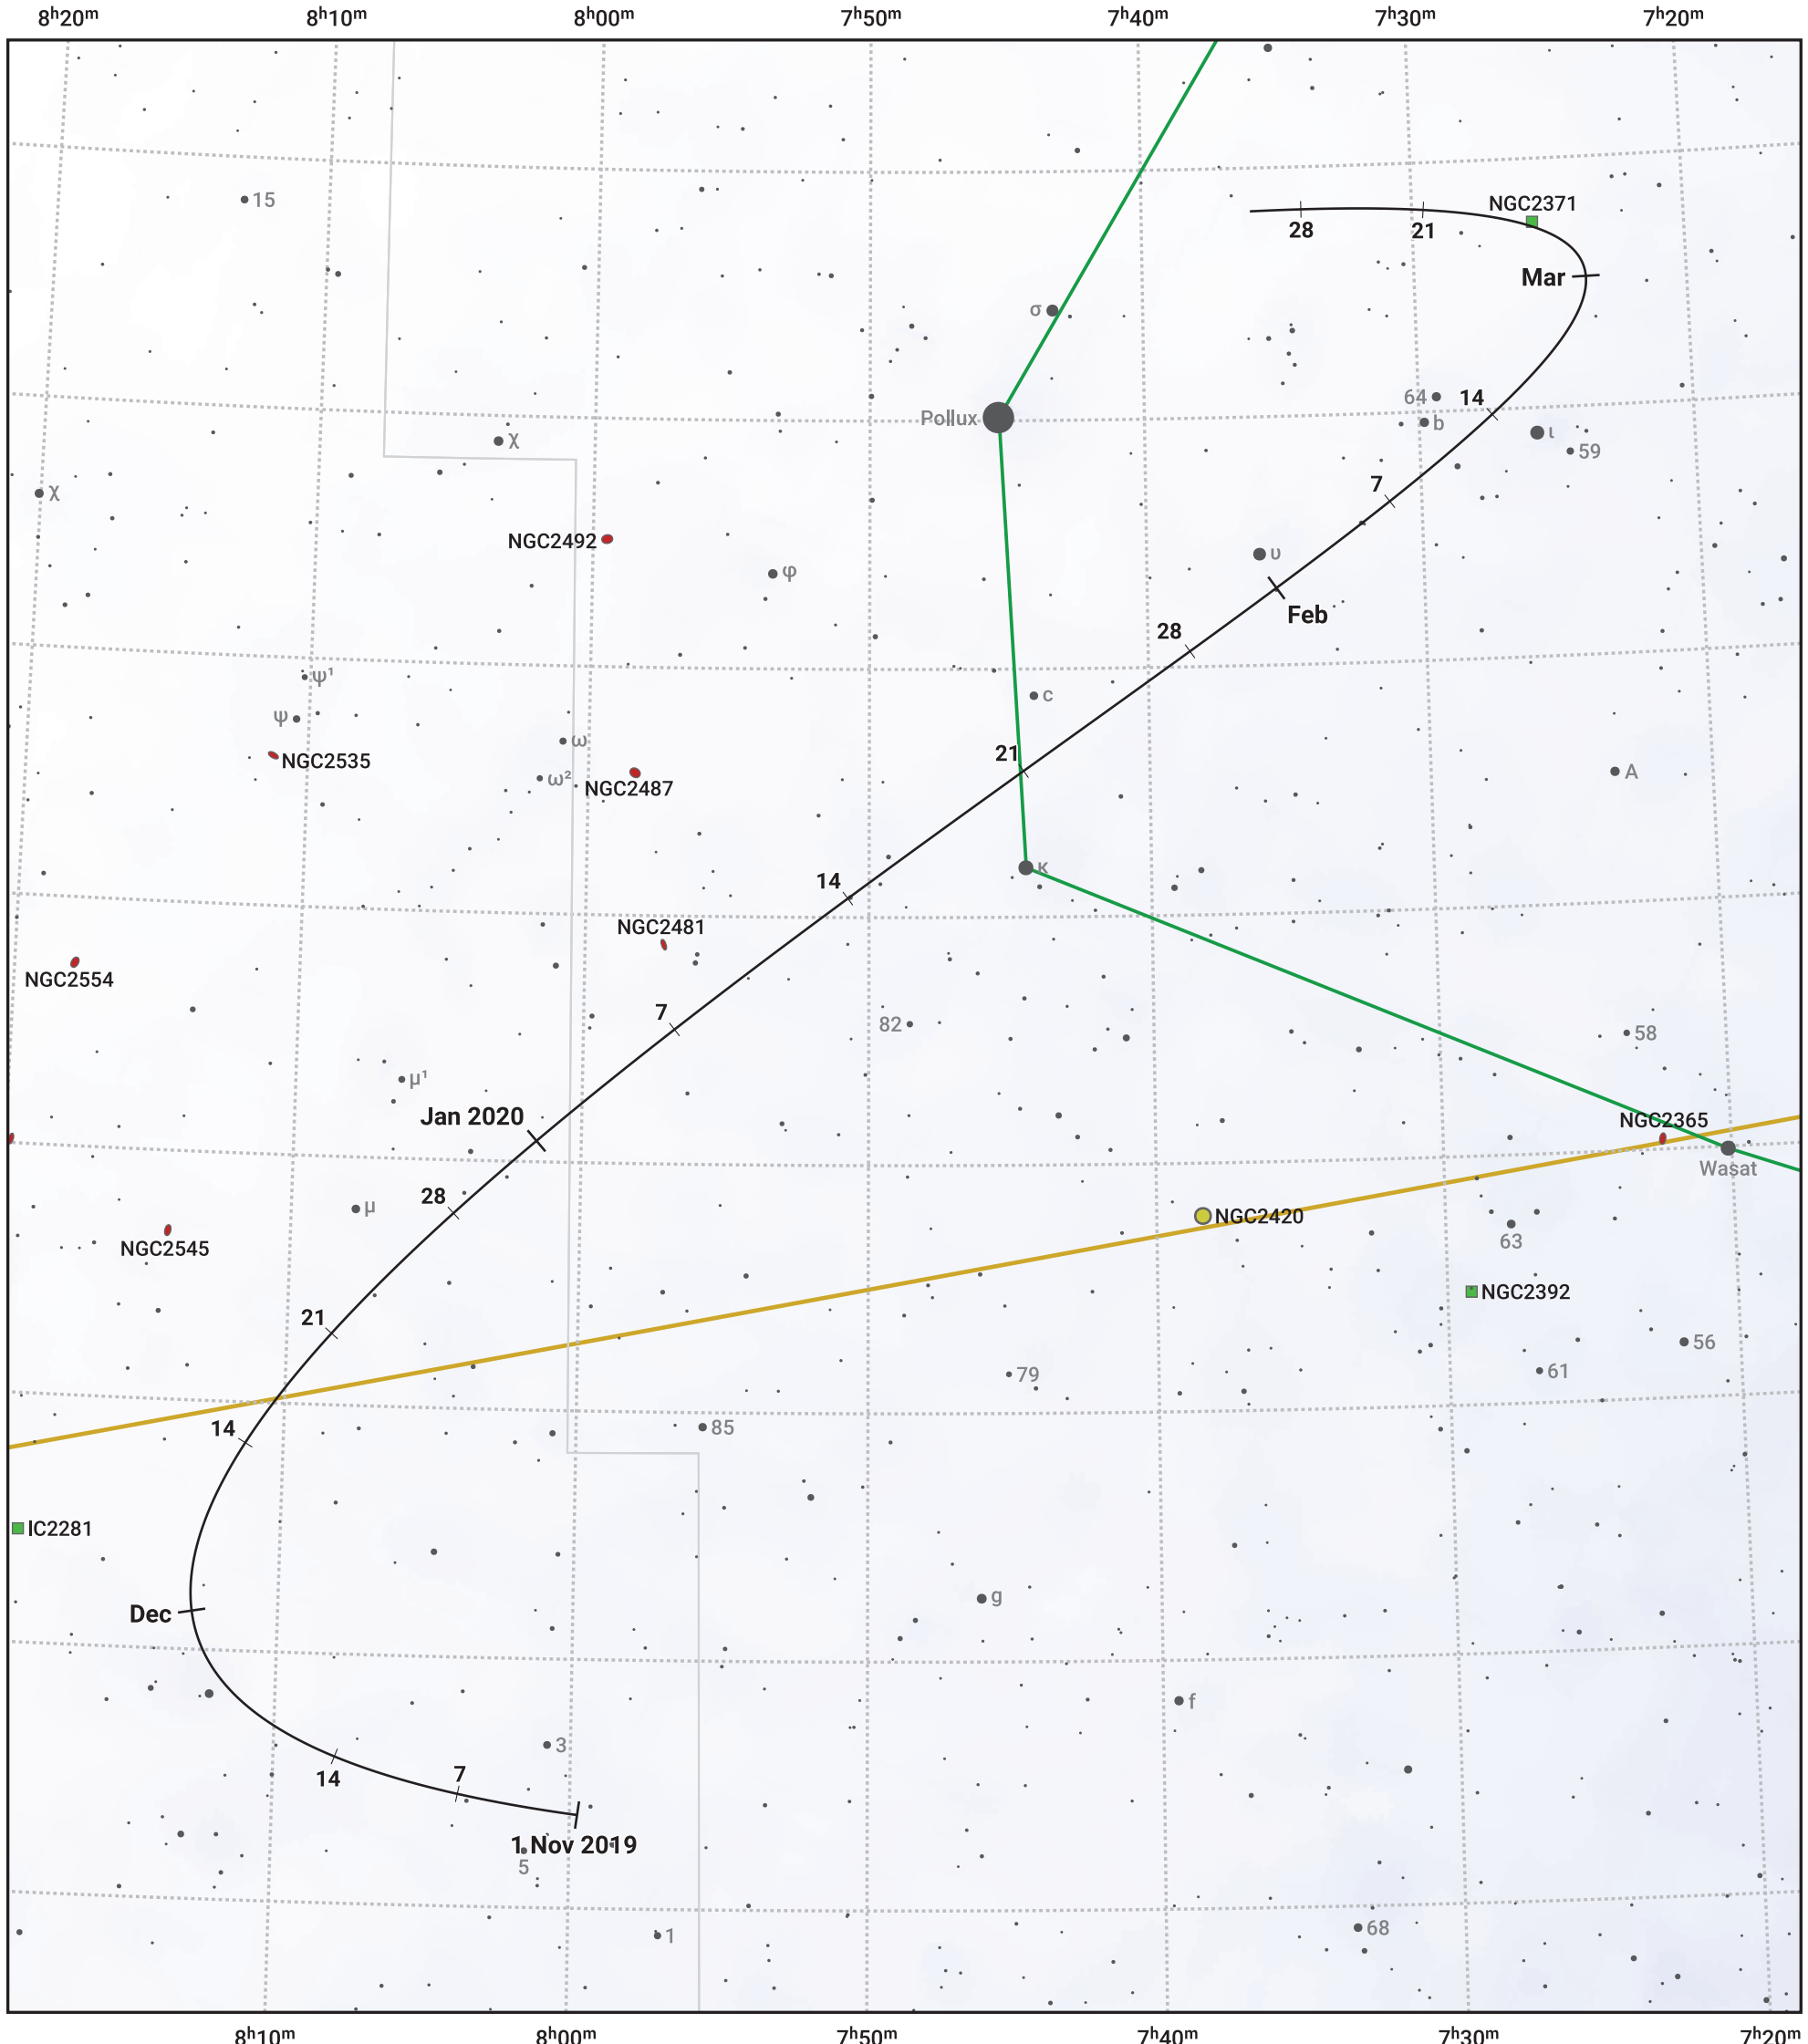 8ʰ20ᵐ 8ʰ10ᵐ 8ʰ00ᵐ 7ʰ50ᵐ 7ʰ40ᵐ 7ʰ30ᵐ 7ʰ20ᵐ
15
NGC2371
28 21
Mar
σ
64 14
Pollux b ι
χ 59
7
χ
NGC2492
υ
φ
Feb
28
ψ¹
c
ψ
ω
21
NGC2535
A
ω²
NGC2487
κ
14
NGC2481
NGC2554
7
82
58
μ¹
Jan 2020
NGC2365
Wasat
28
μ
NGC2420
63
NGC2545
NGC2392
21
56
61
79
14 85
IC2281
g
Dec
f
3
7
14
1 Nov 2019
5
68
1
8ʰ10ᵐ 8ʰ00ᵐ 7ʰ50ᵐ 7ʰ40ᵐ 7ʰ30ᵐ 7ʰ20ᵐ